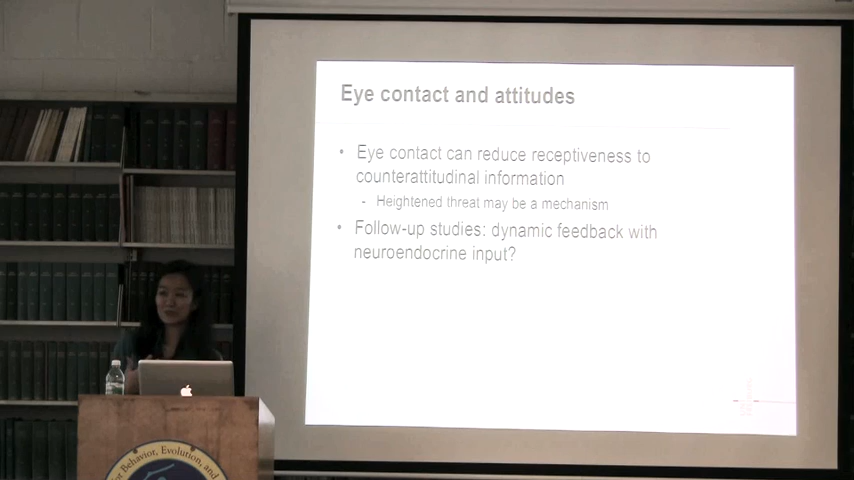 Eye contact and attitudes
• Eye contact can reduce receptiveness to
counterattitudinal information
- Heightened threat may be a mechanism
• Follow-up studies: dynamic feedback with
neuroendocrine input?
Behavior, Evolution, and